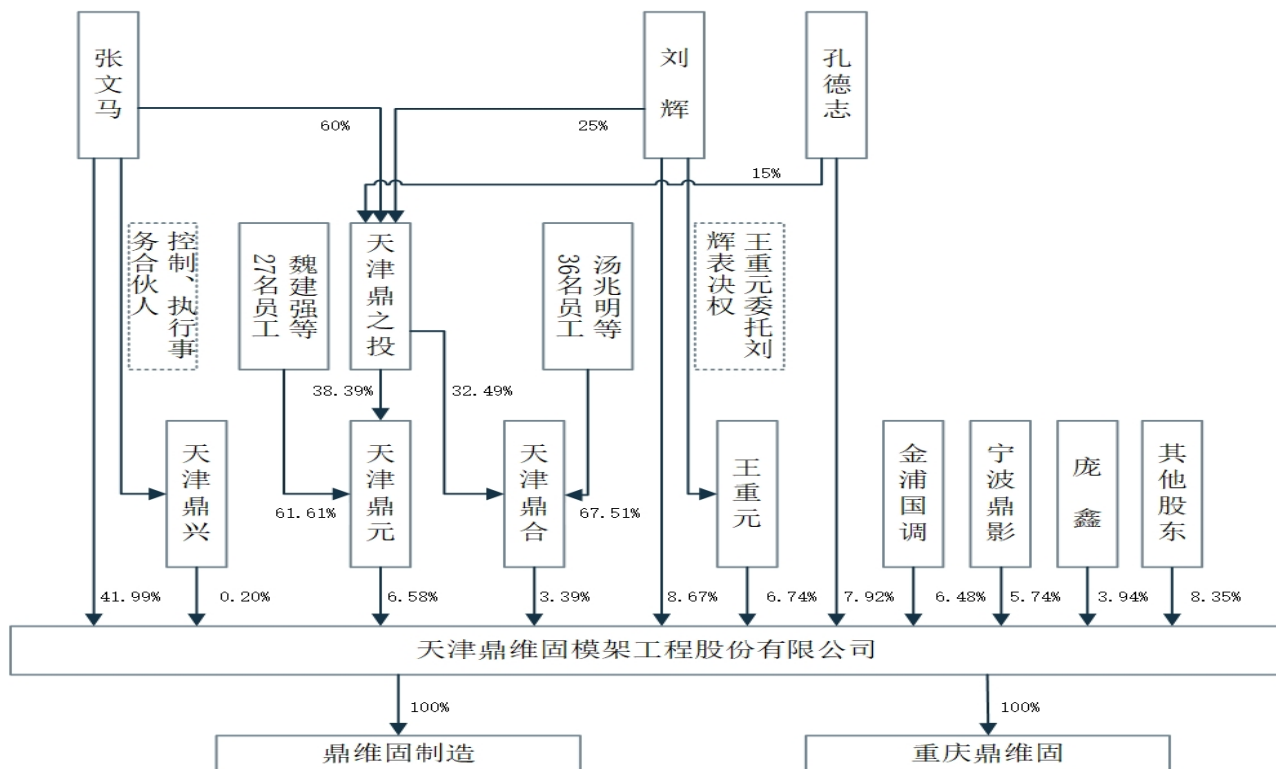 张文马
刘辉
孔德志
60%
25%
15%
控制、执行事
务合伙人
魏建强等
27名员工
天津鼎之投
汤兆明等
36名员工
王重元委托刘
辉表决权
38.39%
32.49%
天津鼎兴
61.61%
天津鼎元
天津鼎合
67.51%
王重元
金浦国调
宁波鼎影
庞鑫
其他股东
41.99%
0.20%
6.58%
3.39%
8.67%
6.74%
7.92%
6.48%
5.74%
3.94%
8.35%
天津鼎维固模架工程股份有限公司
100%
100%
鼎维固制造
重庆鼎维固